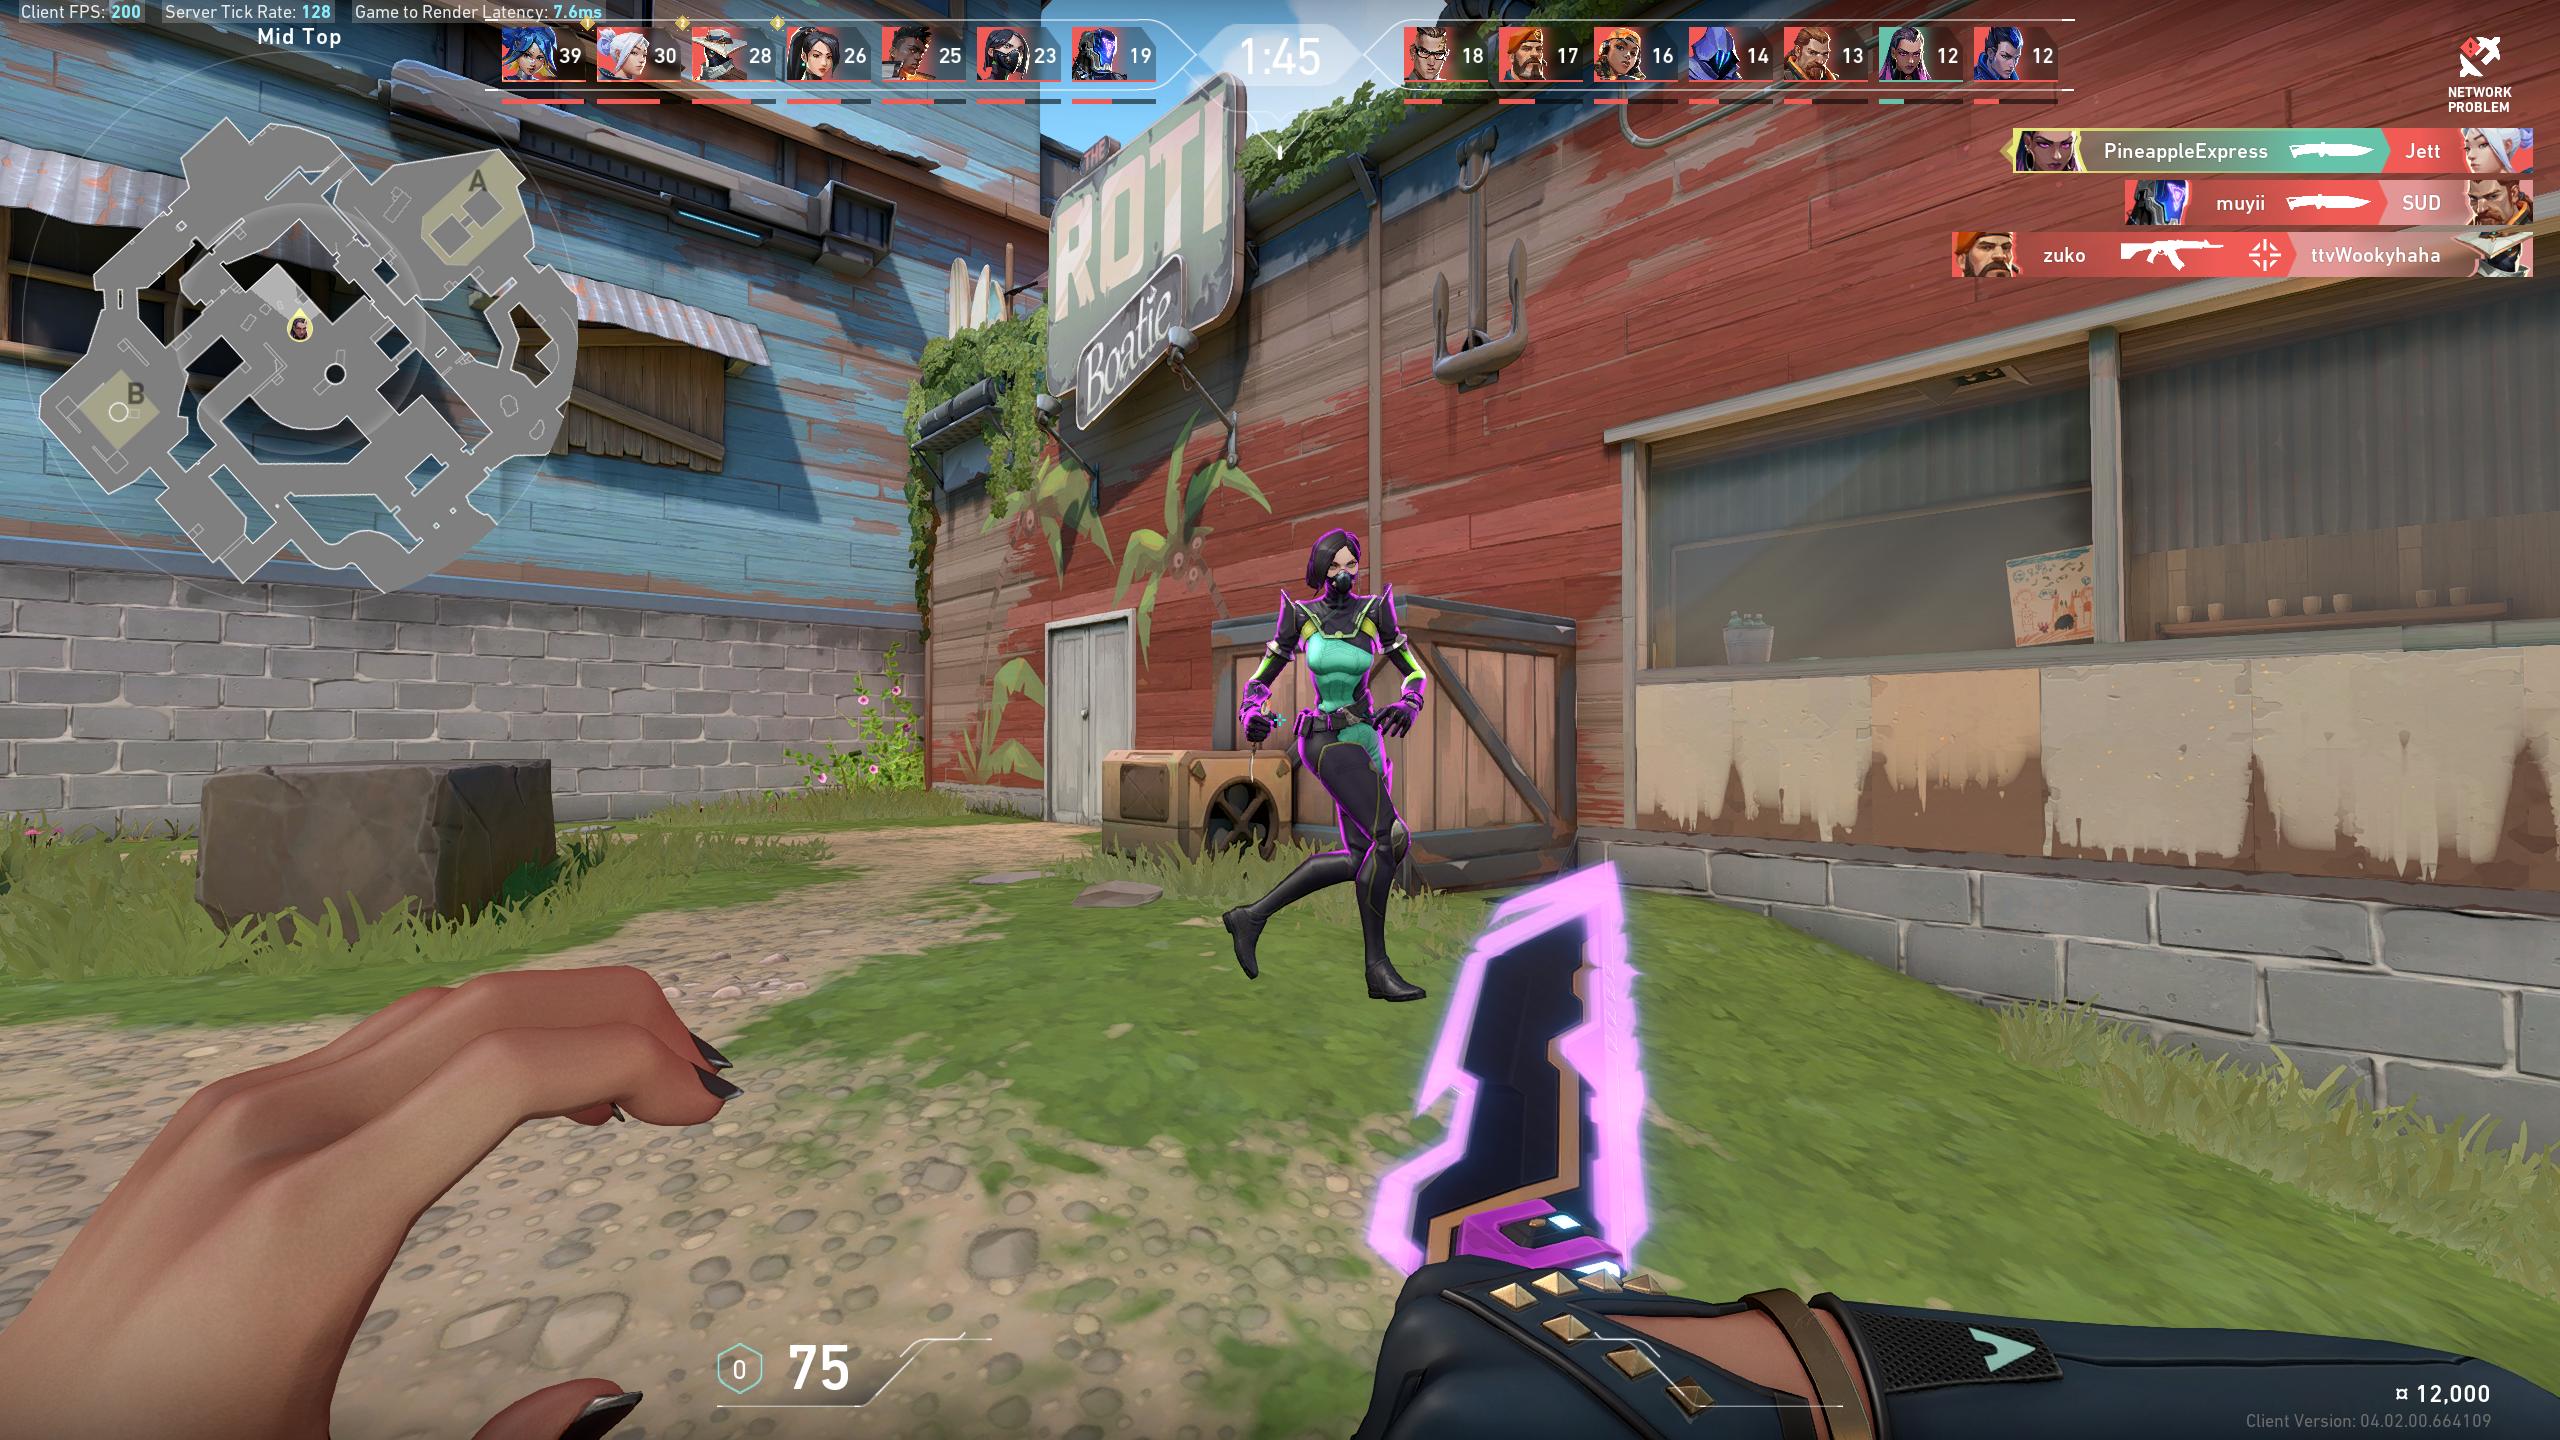 Client FPS: 200 Server Tick Rate: 128 Game to Render Latency: 7.6ms
Mid Top
39 30 28 26 25 23 19 1:45 18 17 16 14 13 12 12
NETWORK
PROBLEM
PineappleExpress Jett
muyii SUD
zuko ttvWookyhaha
A
B
THE
ROTI
Boatie
0 75
¤ 12,000
Client Version: 04.02.00.664109